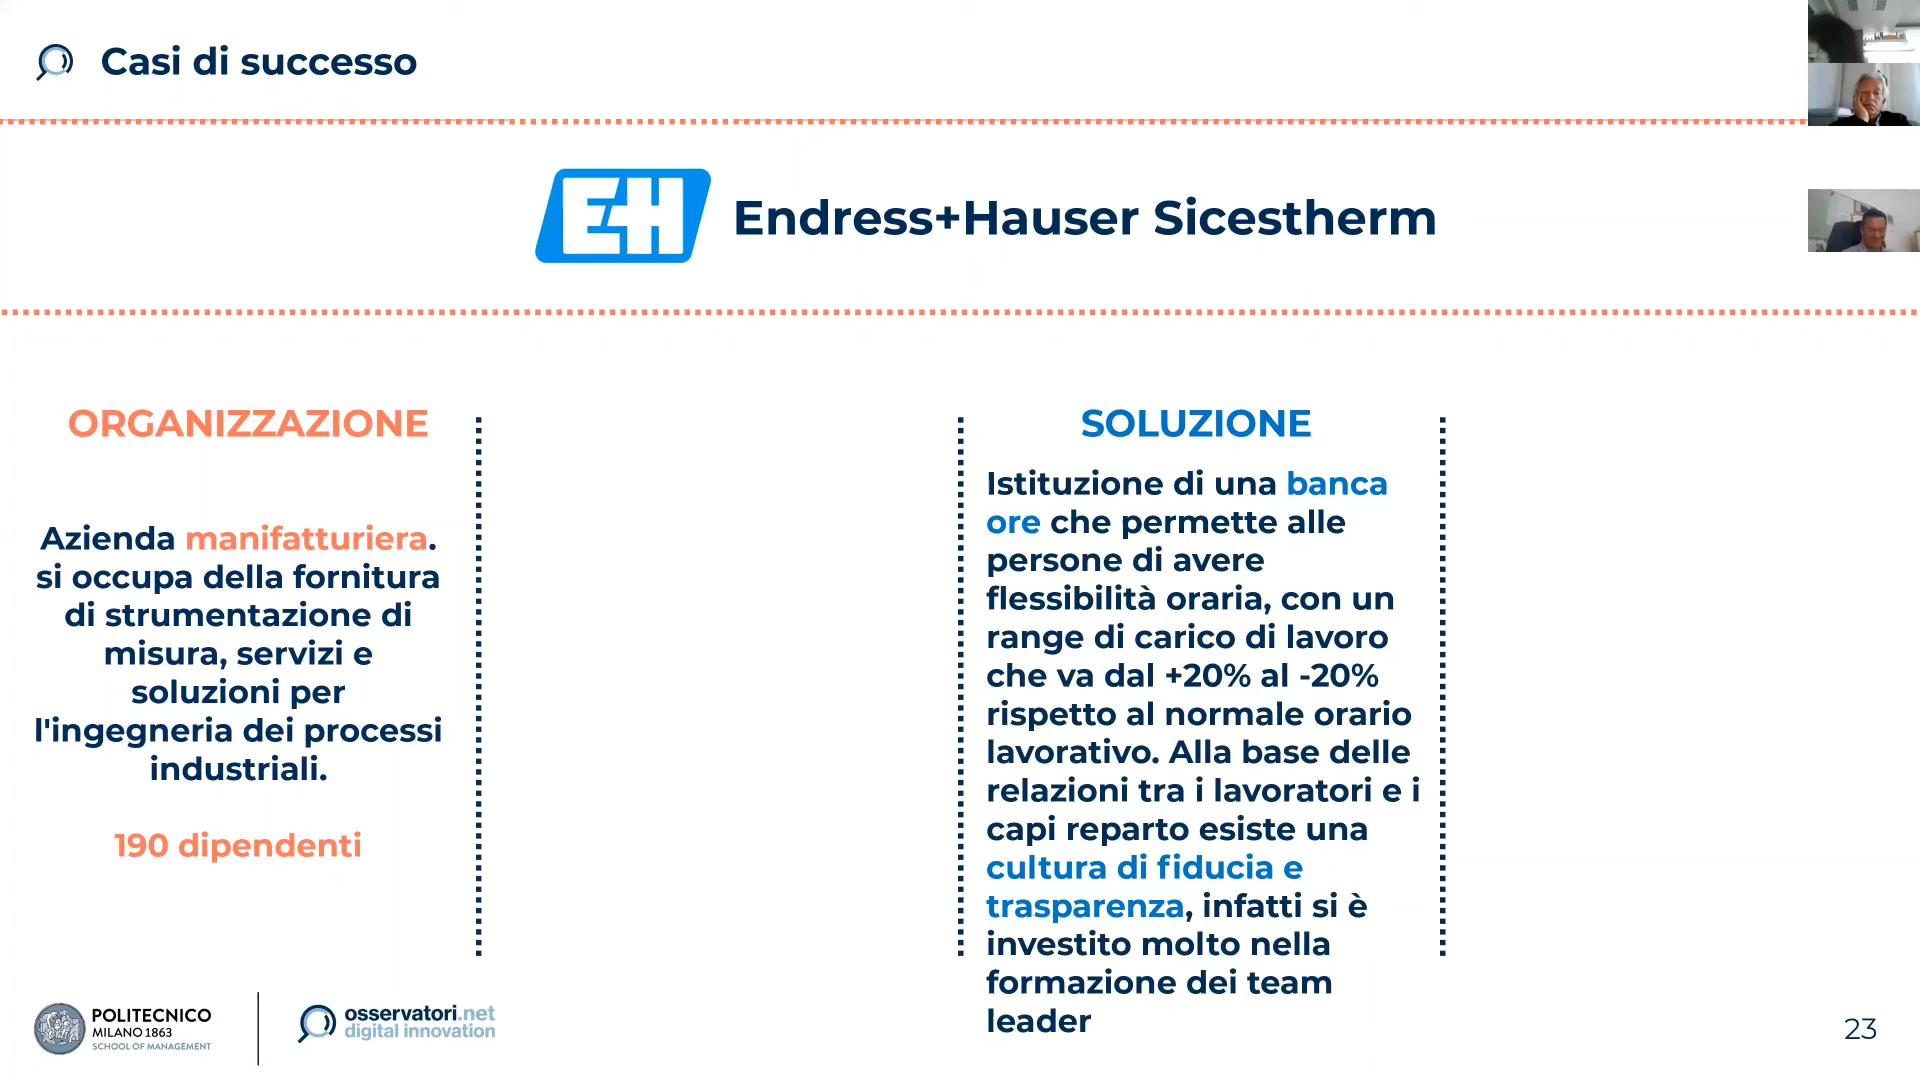 Casi di successo
EH
Endress+Hauser Sicestherm
ORGANIZZAZIONE
Azienda manifatturiera.
si occupa della fornitura
di strumentazione di
misura, servizi e
soluzioni per
l'ingegneria dei processi
industriali.
190 dipendenti
SOLUZIONE
Istituzione di una banca
ore che permette alle
persone di avere
flessibilità oraria, con un
range di carico di lavoro
che va dal +20% al -20%
rispetto al normale orario
lavorativo. Alla base delle
relazioni tra i lavoratori e i
capi reparto esiste una
cultura di fiducia e
trasparenza, infatti si è
investito molto nella
formazione dei team
leader
POLITECNICO
MILANO 1863
SCHOOL OF MANAGEMENT
osservatori.net
digital innovation
23